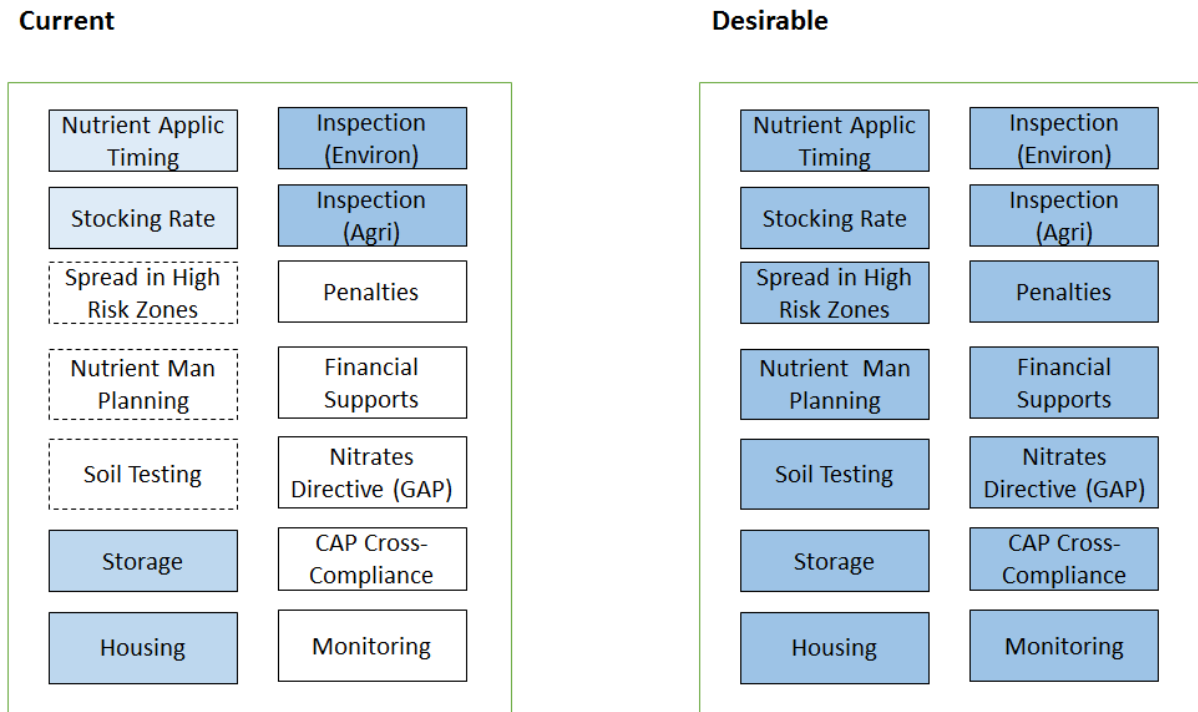 Current
Nutrient Applic
Timing
Inspection
(Environ)
Stocking Rate
Inspection
(Agri)
Spread in High
Risk Zones
Penalties
Nutrient Man
Planning
Financial
Supports
Soil Testing
Nitrates
Directive (GAP)
Storage
CAP Cross-
Compliance
Housing
Monitoring
Desirable
Nutrient Applic
Timing
Inspection
(Environ)
Stocking Rate
Inspection
(Agri)
Spread in High
Risk Zones
Penalties
Nutrient Man
Planning
Financial
Supports
Soil Testing
Nitrates
Directive (GAP)
Storage
CAP Cross-
Compliance
Housing
Monitoring